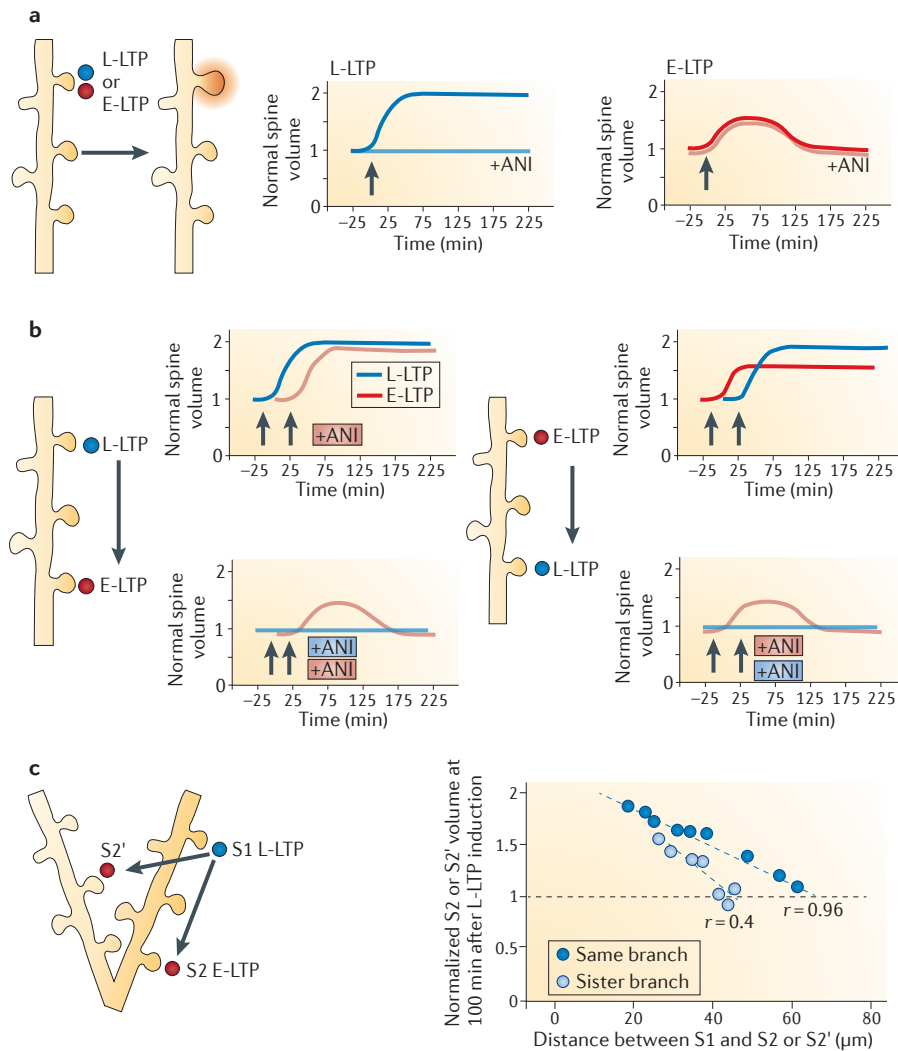 a
L-LTP
or
E-LTP
L-LTP
Normal spine
volume
2
1
0
+ANI
−25 25 75 125 175 225
Time (min)
E-LTP
Normal spine
volume
2
1
0
+ANI
−25 25 75 125 175 225
Time (min)
b
L-LTP
E-LTP
Normal spine
volume
2
1
0
L-LTP
E-LTP
+ANI
−25 25 75 125 175 225
Time (min)
Normal spine
volume
2
1
0
+ANI
+ANI
−25 25 75 125 175 225
Time (min)
E-LTP
L-LTP
Normal spine
volume
2
1
0
−25 25 75 125 175 225
Time (min)
Normal spine
volume
2
1
0
+ANI
+ANI
−25 25 75 125 175 225
Time (min)
c
S2'
S1 L-LTP
S2 E-LTP
Normalized S2 or S2' volume at
100 min after L-LTP induction
2
1.5
1
0.5
0
r = 0.4
r = 0.96
Same branch
Sister branch
0 20 40 60 80
Distance between S1 and S2 or S2' (µm)